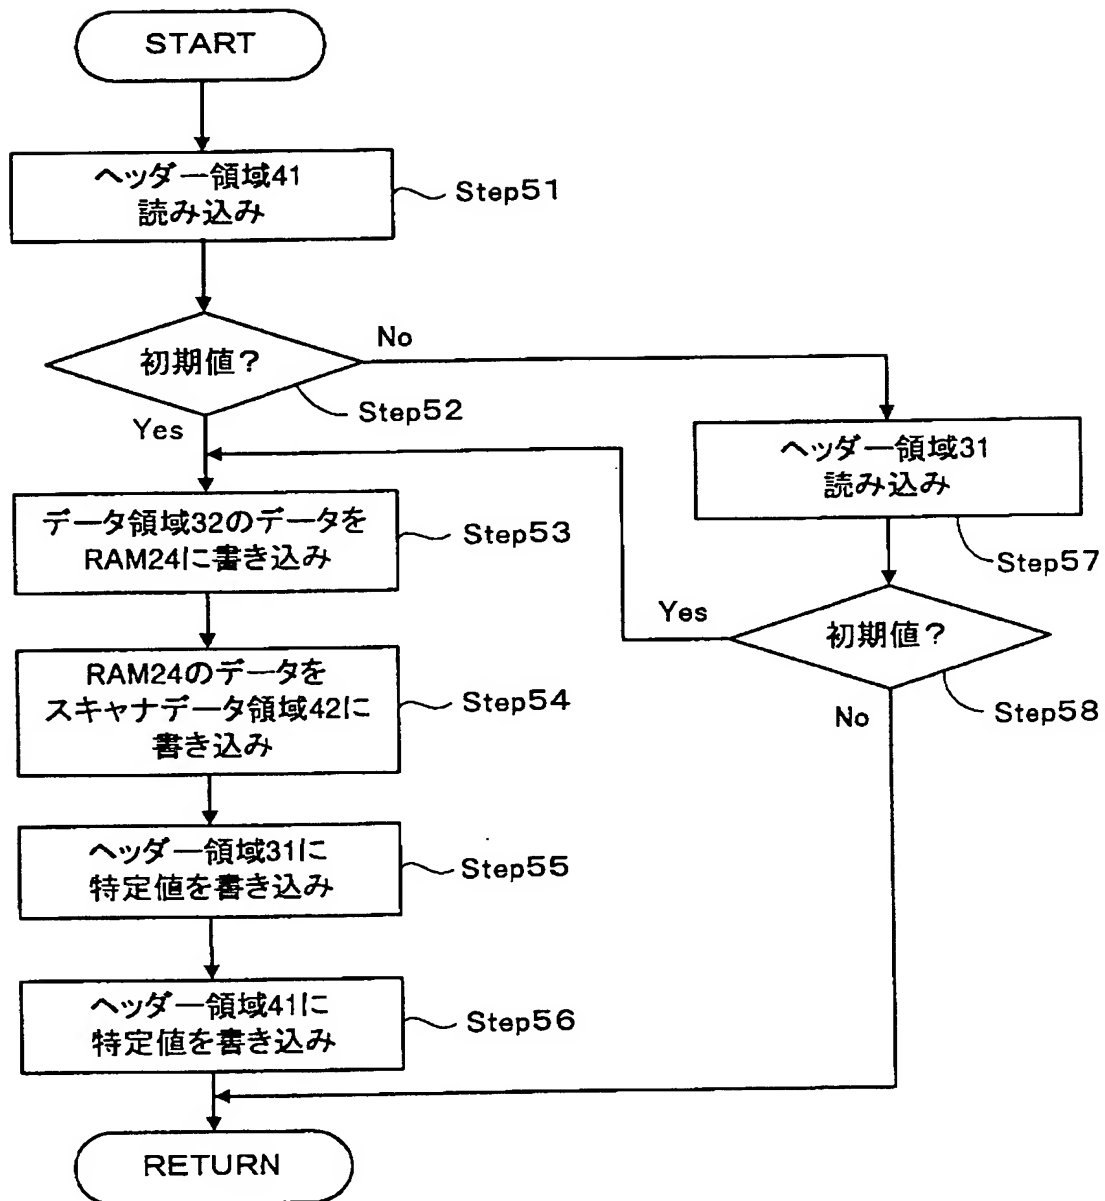 START
ヘッダー領域41
読み込み
Step51
初期値?
No
Step52
Yes
ヘッダー領域31
読み込み
Step57
データ領域32のデータを
RAM24に書き込み
Step53
初期値?
Yes
Step58
No
RAM24のデータを
スキャナデータ領域42に
書き込み
Step54
ヘッダー領域31に
特定値を書き込み
Step55
ヘッダー領域41に
特定値を書き込み
Step56
RETURN